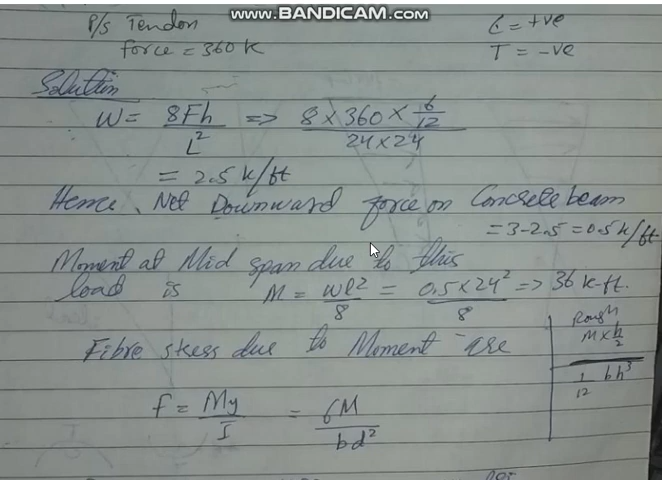 www.BANDICAM.com
P/s Tendon
C = +ve
force = 360 K
T = -ve
Solution
W = 8Fh / L² => 8 × 360 × 6/12 / 24 × 24
= 2.5 k/ft
Hence, Net Downward force on Concrete beam
= 3 - 2.5 = 0.5 k/ft
Moment at Mid span due to this
load is M = wl²/8 = 0.5 × 24²/8 => 36 k-ft.
Rough
M × h/2
1/12 bh³
Fibre stess due to Moment are
f = My/I = 6M/bd²